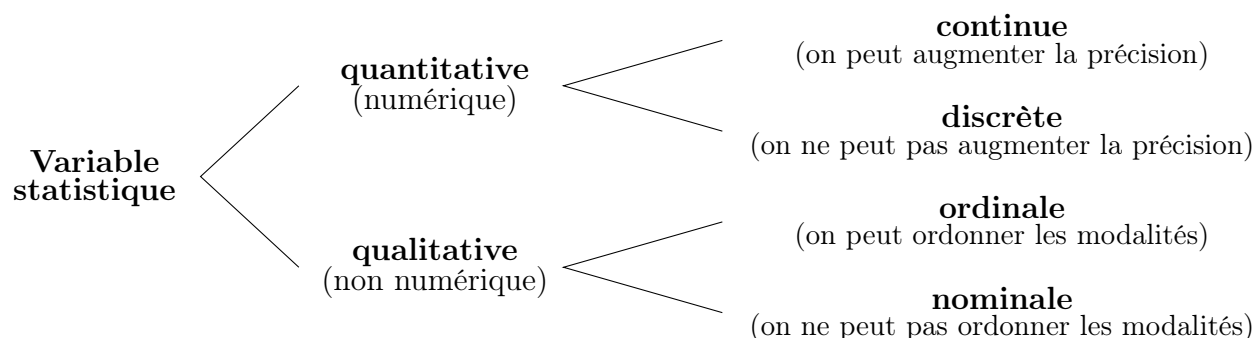 Variable
statistique
quantitative
(numérique)
continue
(on peut augmenter la précision)
discrète
(on ne peut pas augmenter la précision)
qualitative
(non numérique)
ordinale
(on peut ordonner les modalités)
nominale
(on ne peut pas ordonner les modalités)